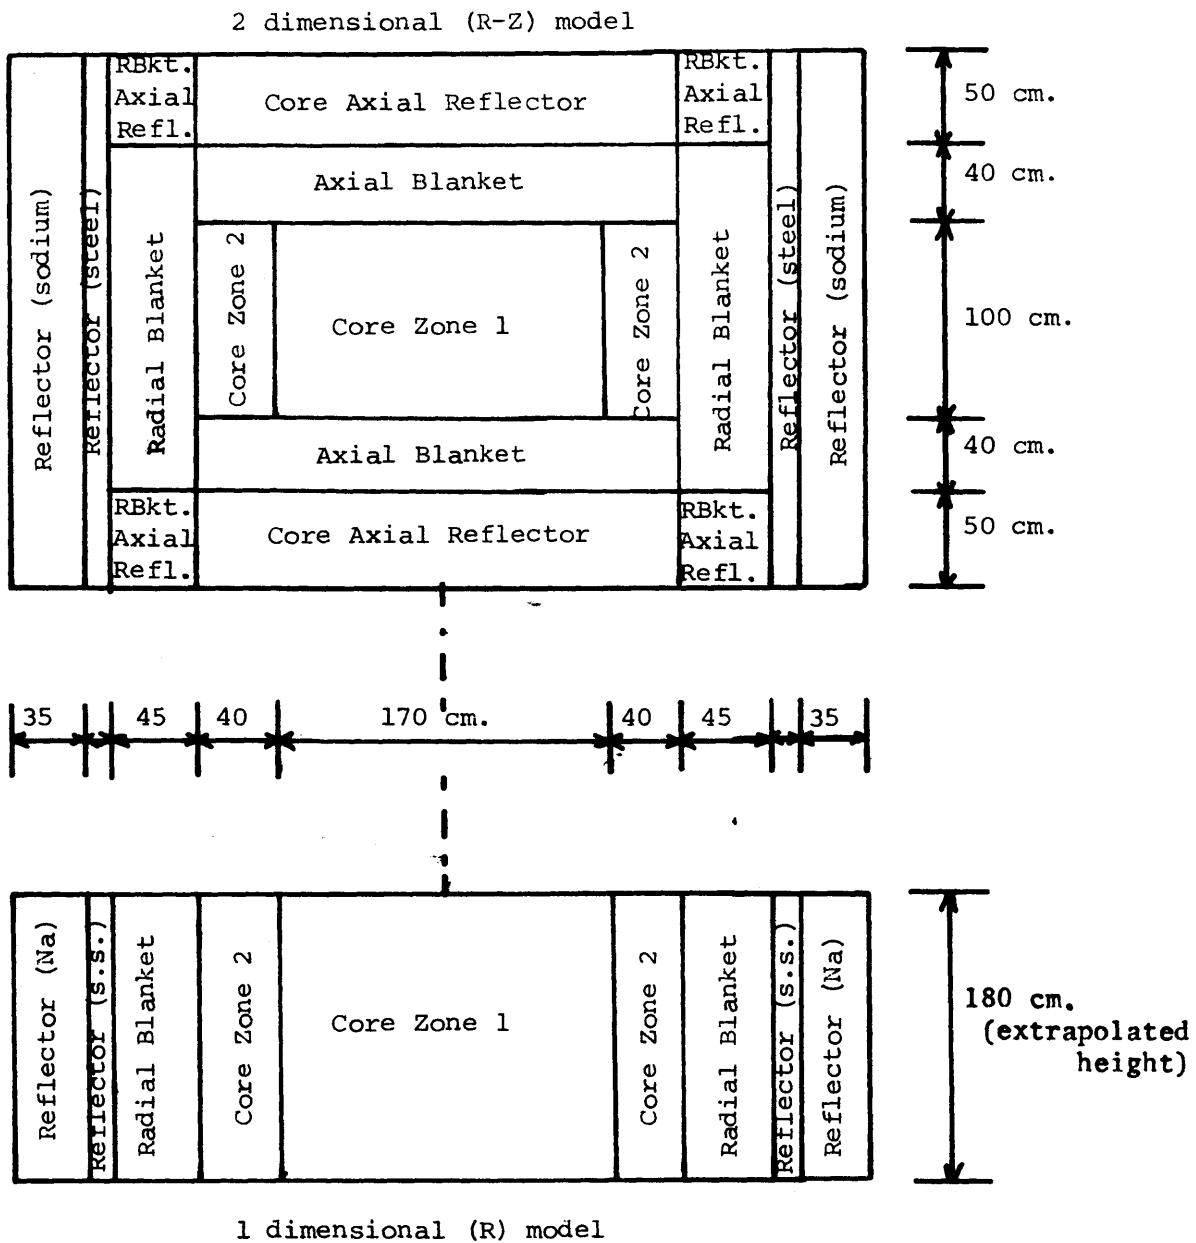 2 dimensional (R-Z) model
RBkt.
Axial
Refl.
Core Axial Reflector
RBkt.
Axial
Refl.
50 cm.
Axial Blanket
40 cm.
Reflector (sodium)
Reflector (steel)
Radial Blanket
Core Zone 2
Core Zone 1
Core Zone 2
Radial Blanket
Reflector (steel)
Reflector (sodium)
100 cm.
Axial Blanket
40 cm.
RBkt.
Axial
Refl.
Core Axial Reflector
RBkt.
Axial
Refl.
50 cm.
35
45
40
170 cm.
40
45
35
Reflector (Na)
Reflector (s.s.)
Radial Blanket
Core Zone 2
Core Zone 1
Core Zone 2
Radial Blanket
Reflector (s.s.)
Reflector (Na)
180 cm.
(extrapolated
height)
1 dimensional (R) model